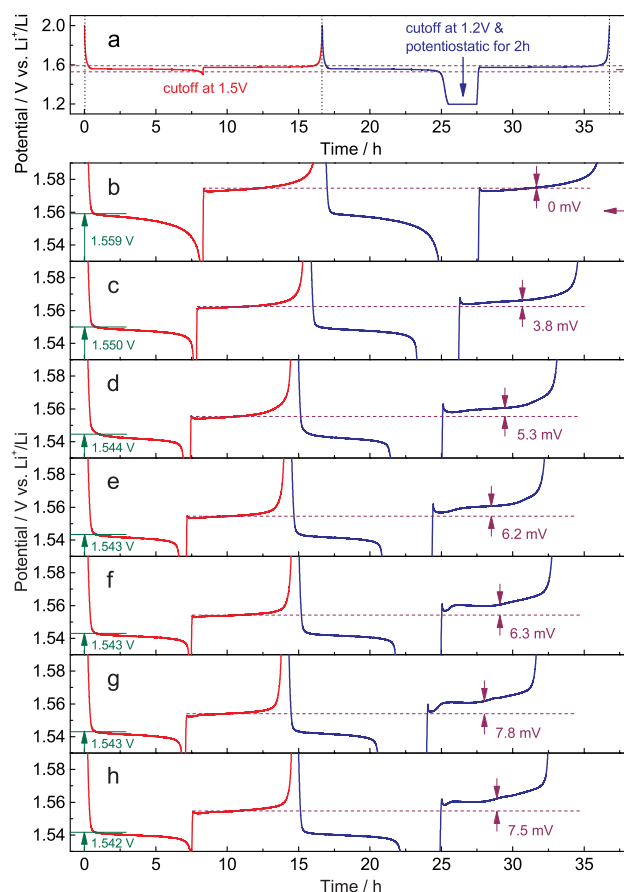 Potential / V vs. Li⁺/Li
2.0
1.6
1.2
a
cutoff at 1.5V
cutoff at 1.2V &
potentiostatic for 2h
0 5 10 15 20 25 30 35
Time / h
1.58
1.56
1.54
b
1.559 V
0 mV
1.58
1.56
1.54
c
1.550 V
3.8 mV
1.58
1.56
1.54
d
1.544 V
5.3 mV
Potential / V vs. Li⁺/Li
1.58
1.56
1.54
e
1.543 V
6.2 mV
1.58
1.56
1.54
f
1.543 V
6.3 mV
1.58
1.56
1.54
g
1.543 V
7.8 mV
1.58
1.56
1.54
h
1.542 V
7.5 mV
0 5 10 15 20 25 30 35
Time / h